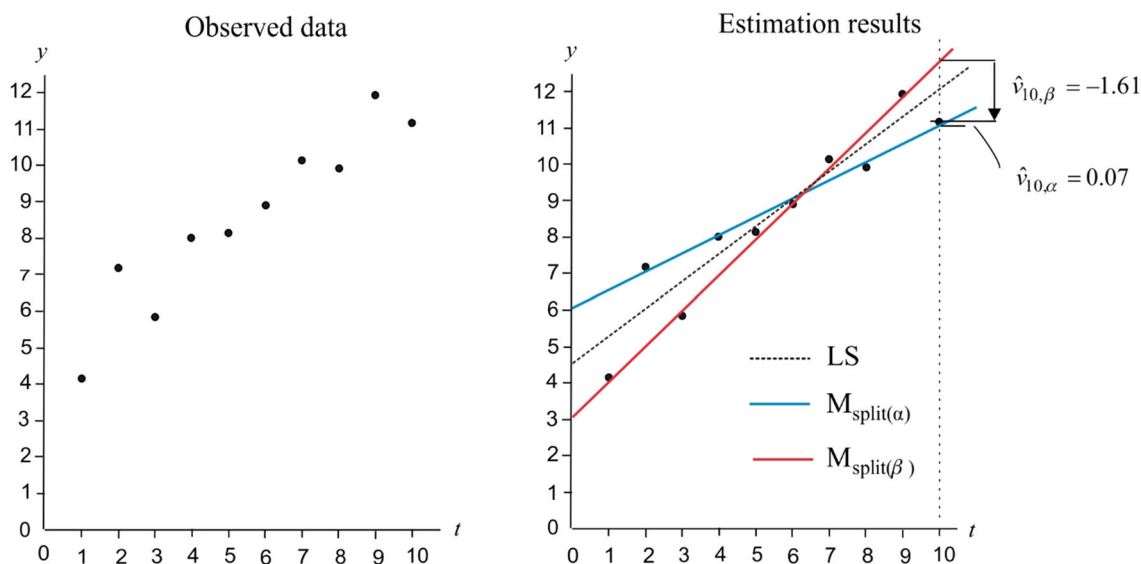 Observed data
y
12
11
10
9
8
7
6
5
4
3
2
1
0
0 1 2 3 4 5 6 7 8 9 10
t
Estimation results
y
12
11
10
9
8
7
6
5
4
3
2
1
0
0 1 2 3 4 5 6 7 8 9 10
t
v̂10,β = −1.61
v̂10,α = 0.07
LS
Msplit(α)
Msplit(β)